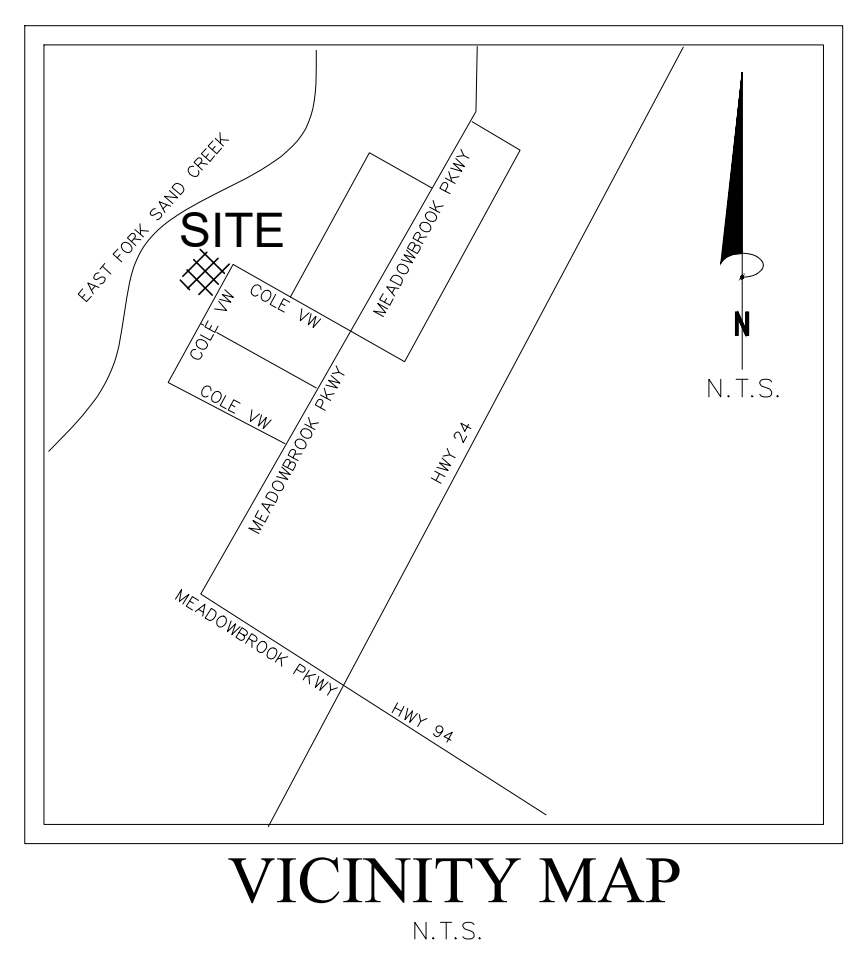 EAST FORK SAND CREEK
SITE
MEADOWBROOK PKWY
COLE VW
COLE VW
N
N.T.S.
COLE VW
MEADOWBROOK PKWY
HWY 24
MEADOWBROOK PKWY
HWY 94
VICINITY MAP
N.T.S.